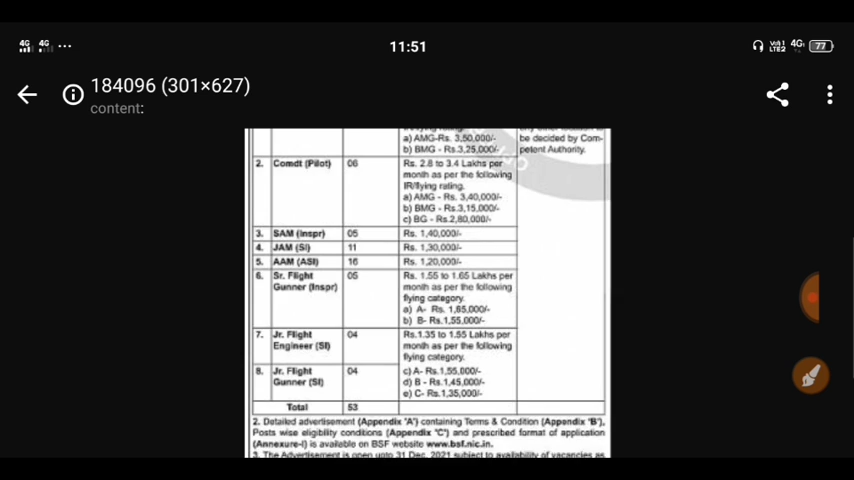 4G 4G ... 11:51 4G 77
184096 (301×627)
content:
a) AMG-Rs. 3,50,000/-
b) BMG - Rs.3,25,000/-
be decided by Com-
petent Authority.
2. Comdt (Pilot) 06 Rs. 2.8 to 3.4 Lakhs per
month as per the following
IR/flying rating.
a) AMG - Rs. 3,40,000/-
b) BMG - Rs.3,15,000/-
c) BG - Rs.2,80,000/-
3. SAM (Inspr) 05 Rs. 1,40,000/-
4. JAM (SI) 11 Rs. 1,30,000/-
5. AAM (ASI) 16 Rs. 1,20,000/-
6. Sr. Flight 05 Rs. 1.55 to 1.65 Lakhs per
Gunner (Inspr) month as per the following
flying category.
a) A- Rs. 1,65,000/-
b) B- Rs.1,55,000/-
7. Jr. Flight 04 Rs.1.35 to 1.55 Lakhs per
Engineer (SI) month as per the following
flying category.
8. Jr. Flight 04 c) A- Rs.1,55,000/-
Gunner (SI) d) B - Rs.1,45,000/-
e) C- Rs.1,35,000/-
Total 53
2. Detailed advertisement (Appendix 'A') containing Terms & Condition (Appendix 'B'),
Posts wise eligibility conditions (Appendix 'C') and prescribed format of application
(Annexure-I) is available on BSF website www.bsf.nic.in.
3. The Advertisement is open upto 31 Dec, 2021 subject to availability of vacancies as